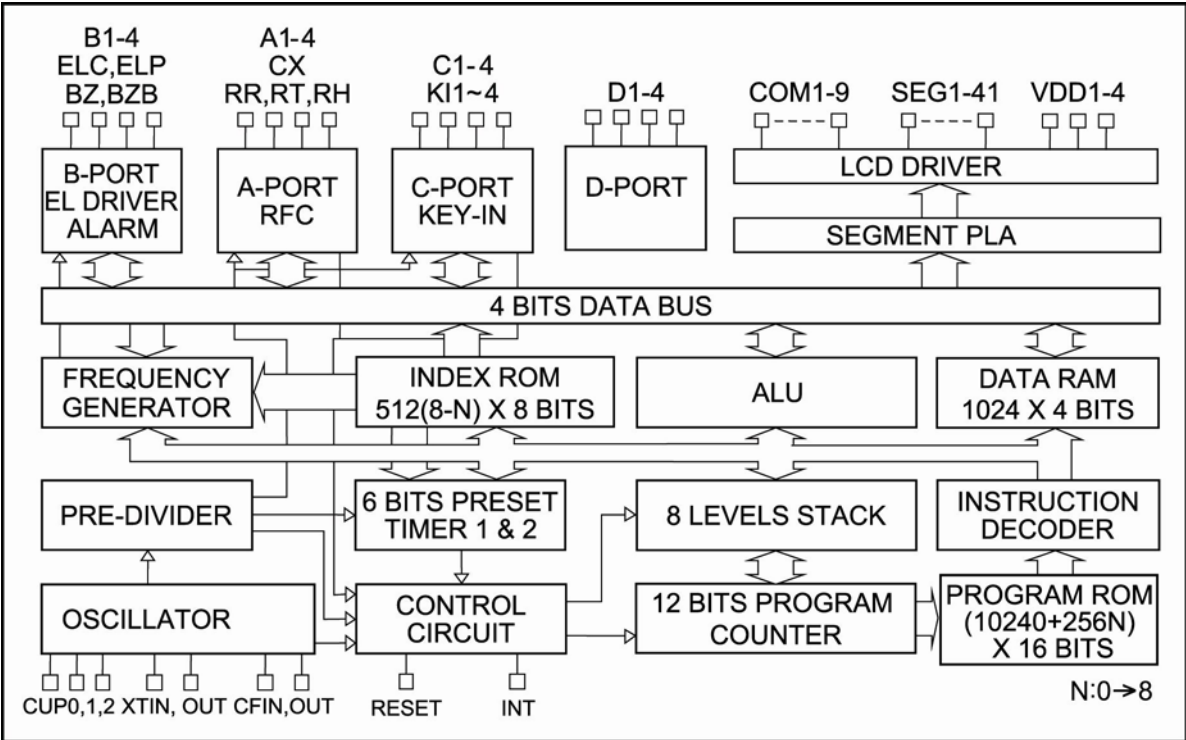 B1-4
ELC,ELP
BZ,BZB
A1-4
CX
RR,RT,RH
C1-4
KI1~4
D1-4
COM1-9
SEG1-41
VDD1-4
B-PORT
EL DRIVER
ALARM
A-PORT
RFC
C-PORT
KEY-IN
D-PORT
LCD DRIVER
SEGMENT PLA
4 BITS DATA BUS
FREQUENCY
GENERATOR
INDEX ROM
512(8-N) X 8 BITS
ALU
DATA RAM
1024 X 4 BITS
PRE-DIVIDER
6 BITS PRESET
TIMER 1 & 2
8 LEVELS STACK
INSTRUCTION
DECODER
OSCILLATOR
CONTROL
CIRCUIT
12 BITS PROGRAM
COUNTER
PROGRAM ROM
(10240+256N)
X 16 BITS
CUP0,1,2 XTIN, OUT CFIN,OUT
RESET
INT
N:0→8